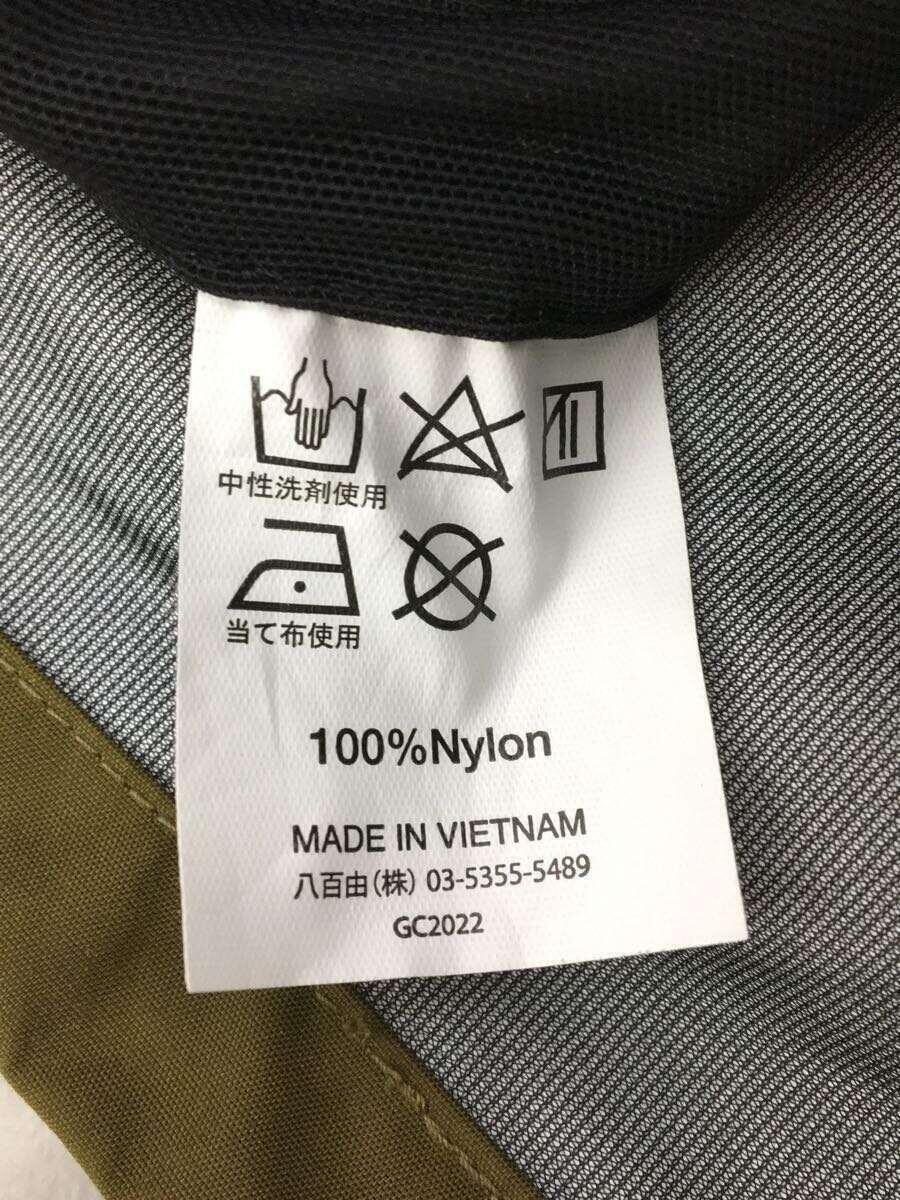 中性洗剤使用
当て布使用
100%Nylon
MADE IN VIETNAM
八百由(株) 03-5355-5489
GC2022